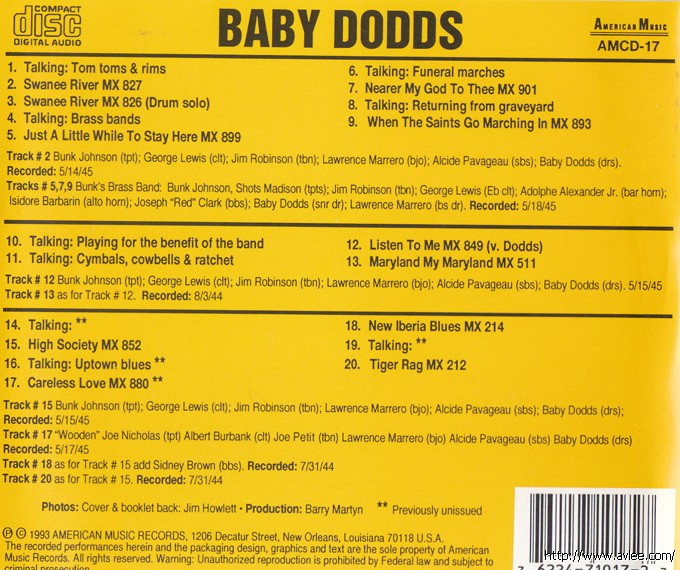 COMPACT
disc
DIGITAL AUDIO
BABY DODDS
AMERICAN MUSIC
AMCD-17
1. Talking: Tom toms & rims
2. Swanee River MX 827
3. Swanee River MX 826 (Drum solo)
4. Talking: Brass bands
5. Just A Little While To Stay Here MX 899
6. Talking: Funeral marches
7. Nearer My God To Thee MX 901
8. Talking: Returning from graveyard
9. When The Saints Go Marching In MX 893
Track # 2 Bunk Johnson (tpt); George Lewis (clt); Jim Robinson (tbn); Lawrence Marrero (bjo); Alcide Pavageau (sbs); Baby Dodds (drs).
Recorded: 5/14/45
Tracks # 5,7,9 Bunk's Brass Band: Bunk Johnson, Shots Madison (tpts); Jim Robinson (tbn); George Lewis (Eb clt); Adolphe Alexander Jr. (bar horn);
Isidore Barbarin (alto horn); Joseph "Red" Clark (bbs); Baby Dodds (snr dr); Lawrence Marrero (bs dr). Recorded: 5/18/45
10. Talking: Playing for the benefit of the band
11. Talking: Cymbals, cowbells & ratchet
12. Listen To Me MX 849 (v. Dodds)
13. Maryland My Maryland MX 511
Track # 12 Bunk Johnson (tpt); George Lewis (clt); Jim Robinson (tbn); Lawrence Marrero (bjo); Alcide Pavageau (sbs); Baby Dodds (drs). 5/15/45
Track # 13 as for Track # 12. Recorded: 8/3/44
14. Talking: **
15. High Society MX 852
16. Talking: Uptown blues **
17. Careless Love MX 880 **
18. New Iberia Blues MX 214
19. Talking: **
20. Tiger Rag MX 212
Track # 15 Bunk Johnson (tpt); George Lewis (clt); Jim Robinson (tbn); Lawrence Marrero (bjo); Alcide Pavageau (sbs); Baby Dodds (drs);
Recorded: 5/15/45
Track # 17 "Wooden" Joe Nicholas (tpt) Albert Burbank (clt) Joe Petit (tbn) Lawrence Marrero (bjo) Alcide Pavageau (sbs) Baby Dodds (drs)
Recorded: 5/17/45
Track # 18 as for Track # 15 add Sidney Brown (bbs). Recorded: 7/31/44
Track # 20 as for Track # 15. Recorded: 7/31/44
Photos: Cover & booklet back: Jim Howlett • Production: Barry Martyn ** Previously unissued
℗ © 1993 AMERICAN MUSIC RECORDS, 1206 Decatur Street, New Orleans, Louisiana 70118 U.S.A.
The recorded performances herein and the packaging design, graphics and text are the sole property of American
Music Records. All rights reserved. Warning: Unauthorized reproduction is prohibited by Federal law and subject to
criminal prosecution.
http://www.aviee.com/